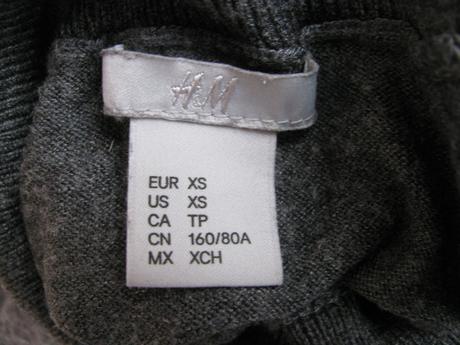 H&M
EUR XS
US XS
CA TP
CN 160/80A
MX XCH